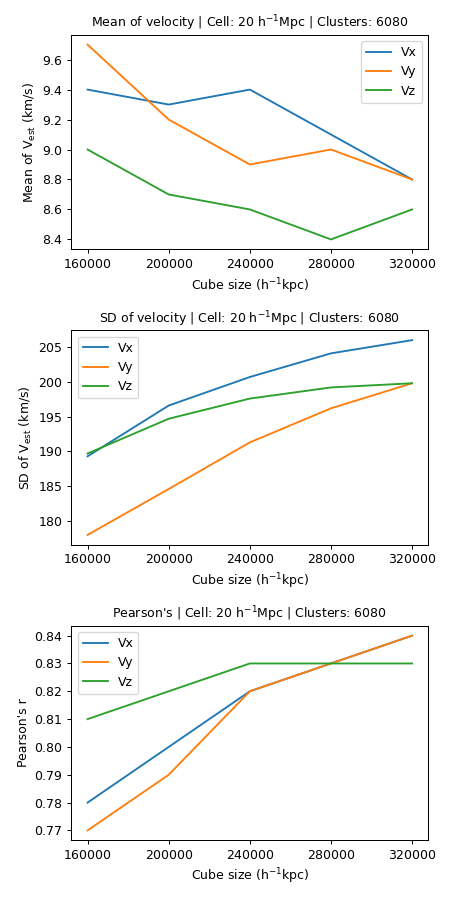 Mean of velocity | Cell: 20 h⁻¹Mpc | Clusters: 6080
Mean of V_est (km/s)
9.6
9.4
9.2
9.0
8.8
8.6
8.4
Vx
Vy
Vz
160000 200000 240000 280000 320000
Cube size (h⁻¹kpc)
SD of velocity | Cell: 20 h⁻¹Mpc | Clusters: 6080
SD of V_est (km/s)
205
200
195
190
185
180
Vx
Vy
Vz
160000 200000 240000 280000 320000
Cube size (h⁻¹kpc)
Pearson's | Cell: 20 h⁻¹Mpc | Clusters: 6080
Pearson's r
0.84
0.83
0.82
0.81
0.80
0.79
0.78
0.77
Vx
Vy
Vz
160000 200000 240000 280000 320000
Cube size (h⁻¹kpc)